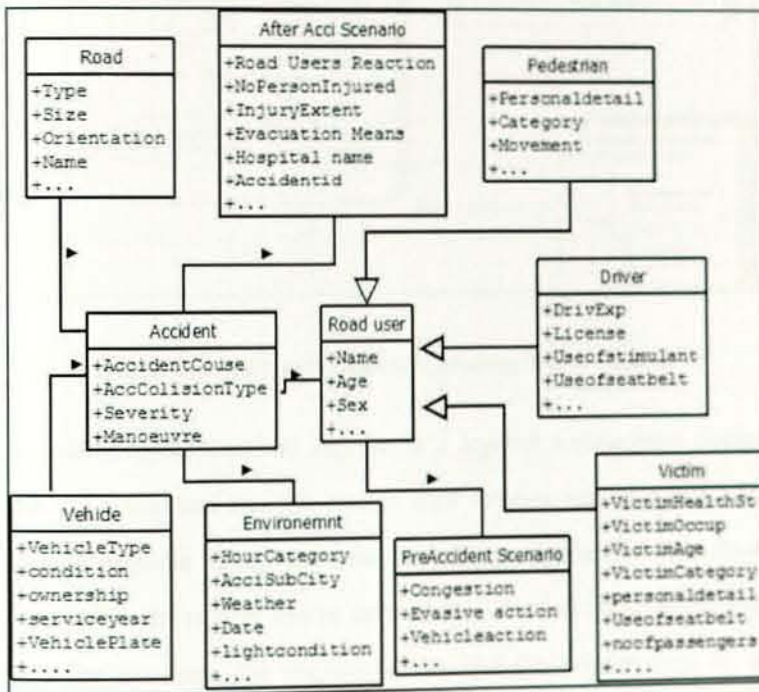 Road
+Type
+Size
+Orientation
+Name
+...
After Acci Scenario
+Road Users Reaction
+NoPersonInjured
+InjuryExtent
+Evacuation Means
+Hospital name
+Accidentid
+...
Pedestrian
+Personaldetail
+Category
+Movement
+...
Accident
+AccidentCouse
+AccColisionType
+Severity
+Manoeuvre
Road user
+Name
+Age
+Sex
+...
Driver
+DrivExp
+License
+Useofstimulant
+Useofseatbelt
+...
Vehicle
+VehicleType
+condition
+ownership
+serviceyear
+VehiclePlate
+....
Environemnt
+HourCategory
+AcciSubCity
+Weather
+Date
+lightcondition
+...
PreAccident Scenario
+Congestion
+Evasive action
+Vehicleaction
+...
Victim
+VictimHealthSt
+VictimOccup
+VictimAge
+VictimCategory
+personaldetail
+Useofseatbelt
+noofpassengers
+....